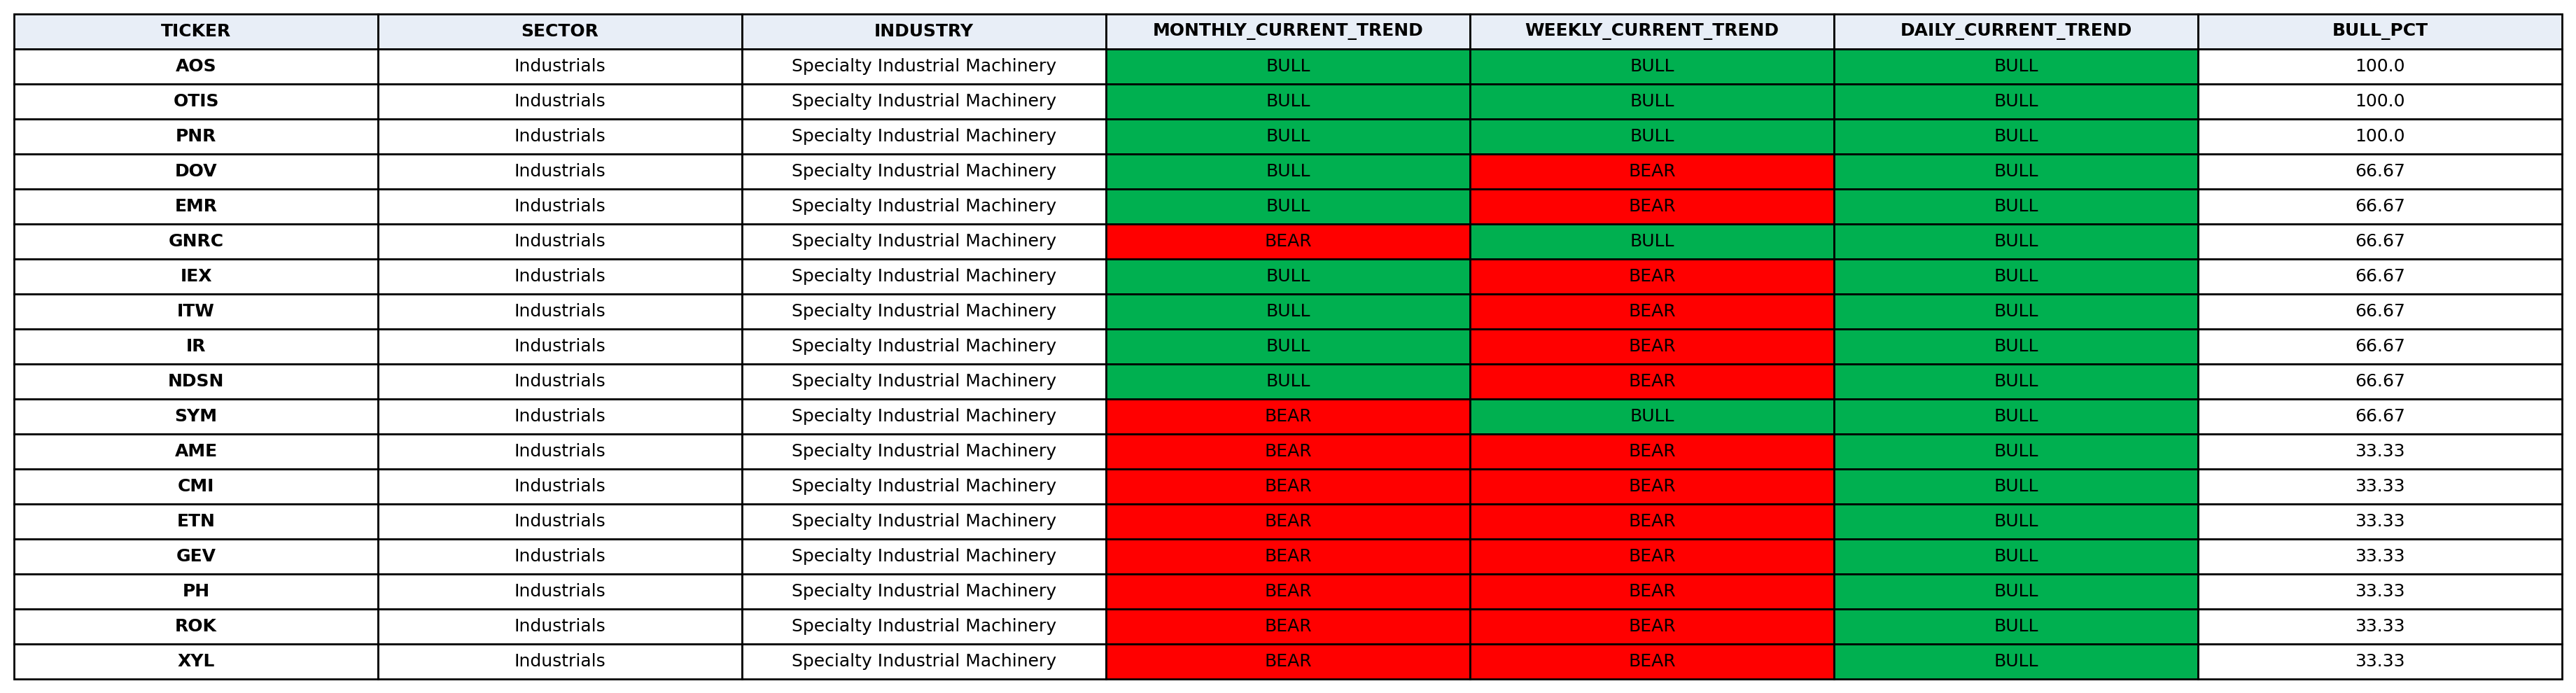 TICKER SECTOR INDUSTRY MONTHLY_CURRENT_TREND WEEKLY_CURRENT_TREND DAILY_CURRENT_TREND BULL_PCT
AOS Industrials Specialty Industrial Machinery BULL BULL BULL 100.0
OTIS Industrials Specialty Industrial Machinery BULL BULL BULL 100.0
PNR Industrials Specialty Industrial Machinery BULL BULL BULL 100.0
DOV Industrials Specialty Industrial Machinery BULL BEAR BULL 66.67
EMR Industrials Specialty Industrial Machinery BULL BEAR BULL 66.67
GNRC Industrials Specialty Industrial Machinery BEAR BULL BULL 66.67
IEX Industrials Specialty Industrial Machinery BULL BEAR BULL 66.67
ITW Industrials Specialty Industrial Machinery BULL BEAR BULL 66.67
IR Industrials Specialty Industrial Machinery BULL BEAR BULL 66.67
NDSN Industrials Specialty Industrial Machinery BULL BEAR BULL 66.67
SYM Industrials Specialty Industrial Machinery BEAR BULL BULL 66.67
AME Industrials Specialty Industrial Machinery BEAR BEAR BULL 33.33
CMI Industrials Specialty Industrial Machinery BEAR BEAR BULL 33.33
ETN Industrials Specialty Industrial Machinery BEAR BEAR BULL 33.33
GEV Industrials Specialty Industrial Machinery BEAR BEAR BULL 33.33
PH Industrials Specialty Industrial Machinery BEAR BEAR BULL 33.33
ROK Industrials Specialty Industrial Machinery BEAR BEAR BULL 33.33
XYL Industrials Specialty Industrial Machinery BEAR BEAR BULL 33.33